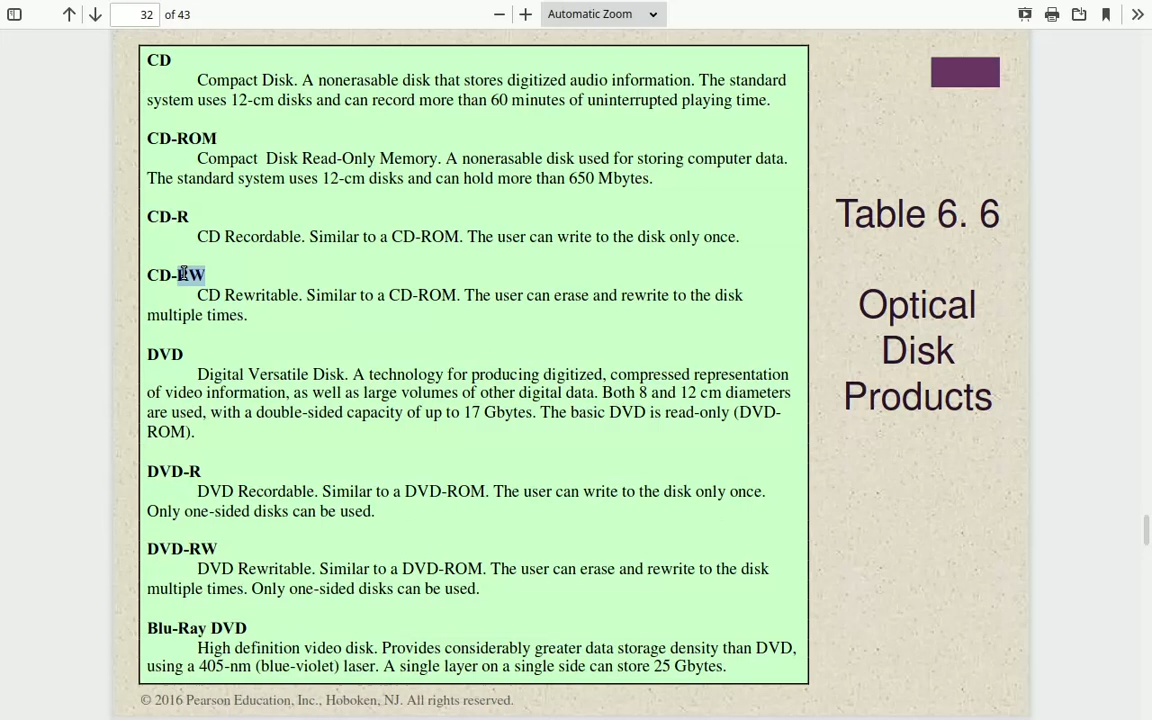 32 of 43
Automatic Zoom
CD
Compact Disk. A nonerasable disk that stores digitized audio information. The standard
system uses 12-cm disks and can record more than 60 minutes of uninterrupted playing time.
CD-ROM
Compact Disk Read-Only Memory. A nonerasable disk used for storing computer data.
The standard system uses 12-cm disks and can hold more than 650 Mbytes.
CD-R
CD Recordable. Similar to a CD-ROM. The user can write to the disk only once.
CD-RW
CD Rewritable. Similar to a CD-ROM. The user can erase and rewrite to the disk
multiple times.
DVD
Digital Versatile Disk. A technology for producing digitized, compressed representation
of video information, as well as large volumes of other digital data. Both 8 and 12 cm diameters
are used, with a double-sided capacity of up to 17 Gbytes. The basic DVD is read-only (DVD-
ROM).
DVD-R
DVD Recordable. Similar to a DVD-ROM. The user can write to the disk only once.
Only one-sided disks can be used.
DVD-RW
DVD Rewritable. Similar to a DVD-ROM. The user can erase and rewrite to the disk
multiple times. Only one-sided disks can be used.
Blu-Ray DVD
High definition video disk. Provides considerably greater data storage density than DVD,
using a 405-nm (blue-violet) laser. A single layer on a single side can store 25 Gbytes.
Table 6. 6
Optical
Disk
Products
© 2016 Pearson Education, Inc., Hoboken, NJ. All rights reserved.